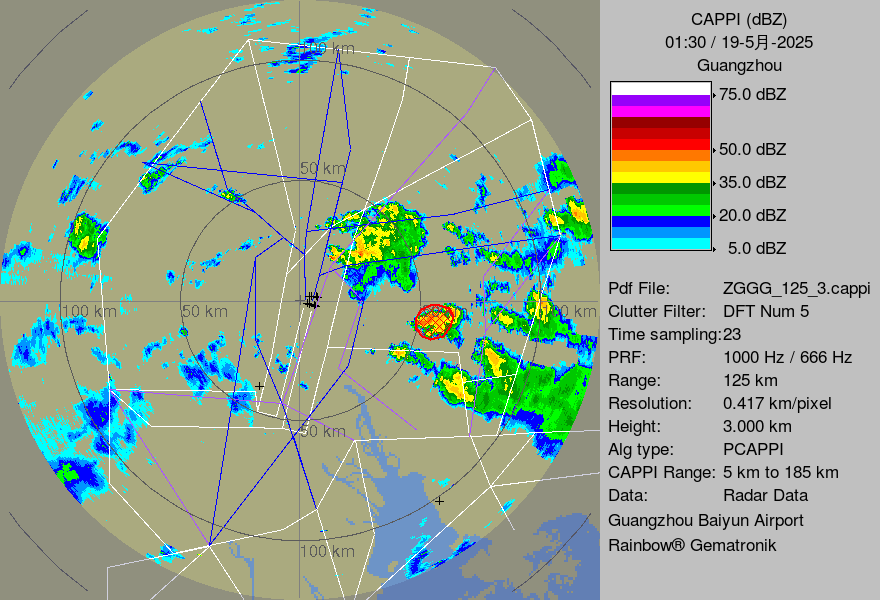 CAPPI (dBZ)
01:30 / 19-5月-2025
Guangzhou
75.0 dBZ
50.0 dBZ
35.0 dBZ
20.0 dBZ
5.0 dBZ
Pdf File: ZGGG_125_3.cappi
Clutter Filter: DFT Num 5
Time sampling:23
PRF: 1000 Hz / 666 Hz
Range: 125 km
Resolution: 0.417 km/pixel
Height: 3.000 km
Alg type: PCAPPI
CAPPI Range: 5 km to 185 km
Data: Radar Data
Guangzhou Baiyun Airport
Rainbow® Gematronik
100 km
50 km
100 km
50 km
km
50 km
100 km